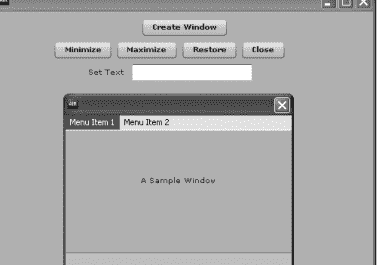 Create Window
Minimize Maximize Restore Close
Set Text
Menu Item 1 Menu Item 2
A Sample Window